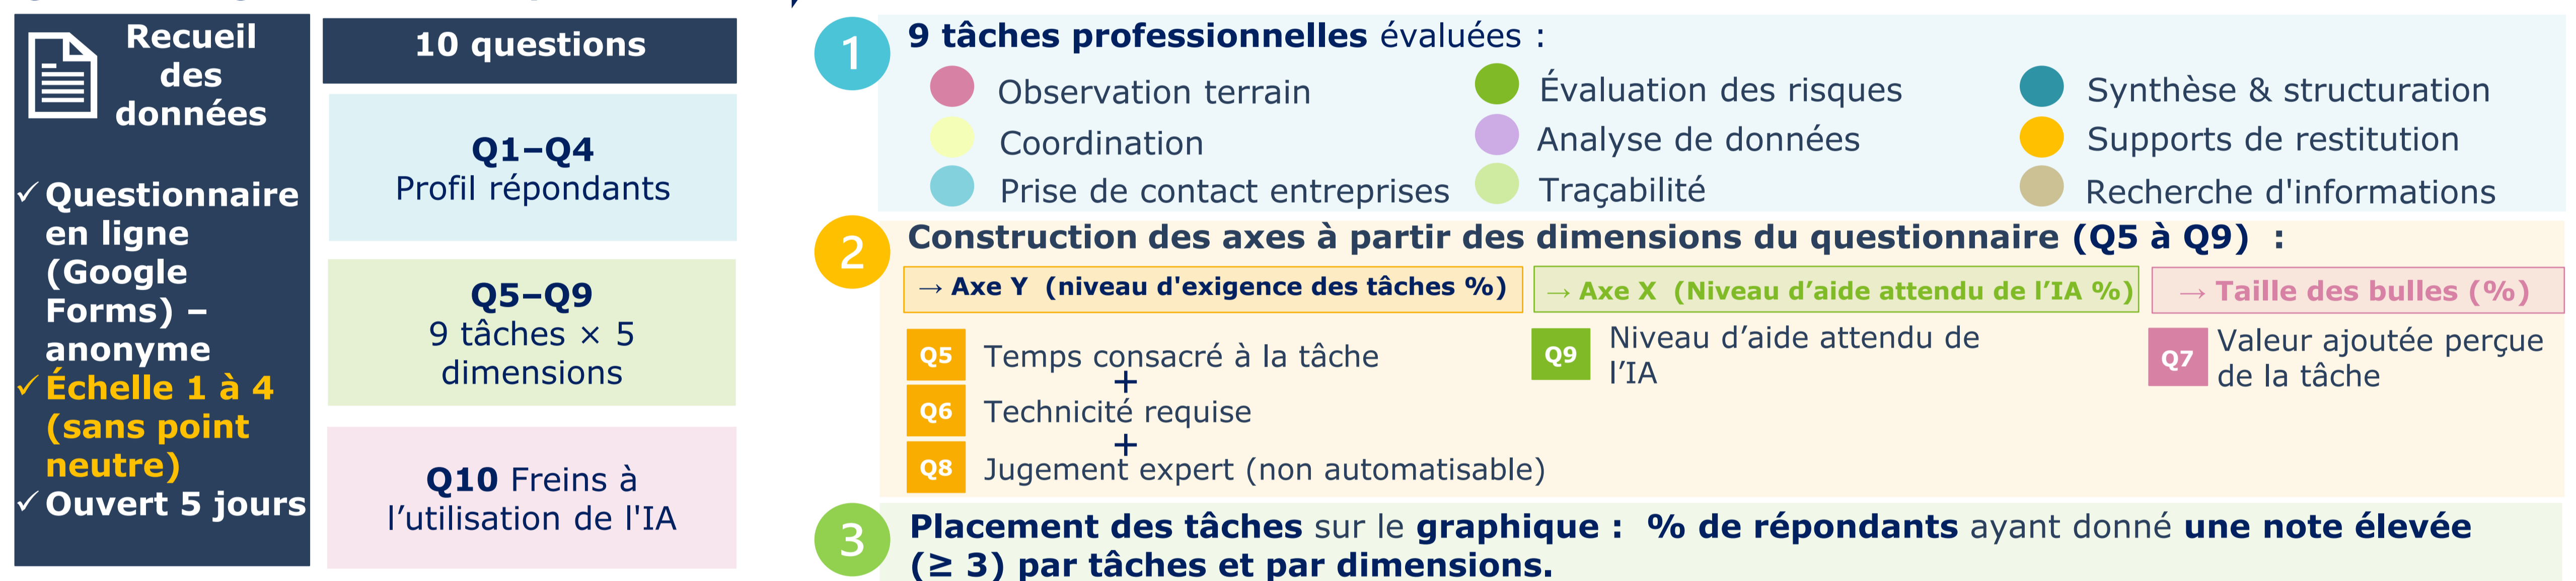 Recueil
des
données
✓ Questionnaire
en ligne
(Google
Forms) –
anonyme
✓ Échelle 1 à 4
(sans point
neutre)
✓ Ouvert 5 jours
10 questions
Q1–Q4
Profil répondants
Q5–Q9
9 tâches × 5
dimensions
Q10 Freins à
l’utilisation de l'IA
1
9 tâches professionnelles évaluées :
Observation terrain
Coordination
Prise de contact entreprises
Évaluation des risques
Analyse de données
Traçabilité
Synthèse & structuration
Supports de restitution
Recherche d'informations
2
Construction des axes à partir des dimensions du questionnaire (Q5 à Q9) :
→ Axe Y (niveau d'exigence des tâches %)
Q5 Temps consacré à la tâche
+
Q6 Technicité requise
+
Q8 Jugement expert (non automatisable)
→ Axe X (Niveau d’aide attendu de l’IA %)
Q9 Niveau d’aide attendu de
l’IA
→ Taille des bulles (%)
Q7 Valeur ajoutée perçue
de la tâche
3
Placement des tâches sur le graphique : % de répondants ayant donné une note élevée
(≥ 3) par tâches et par dimensions.